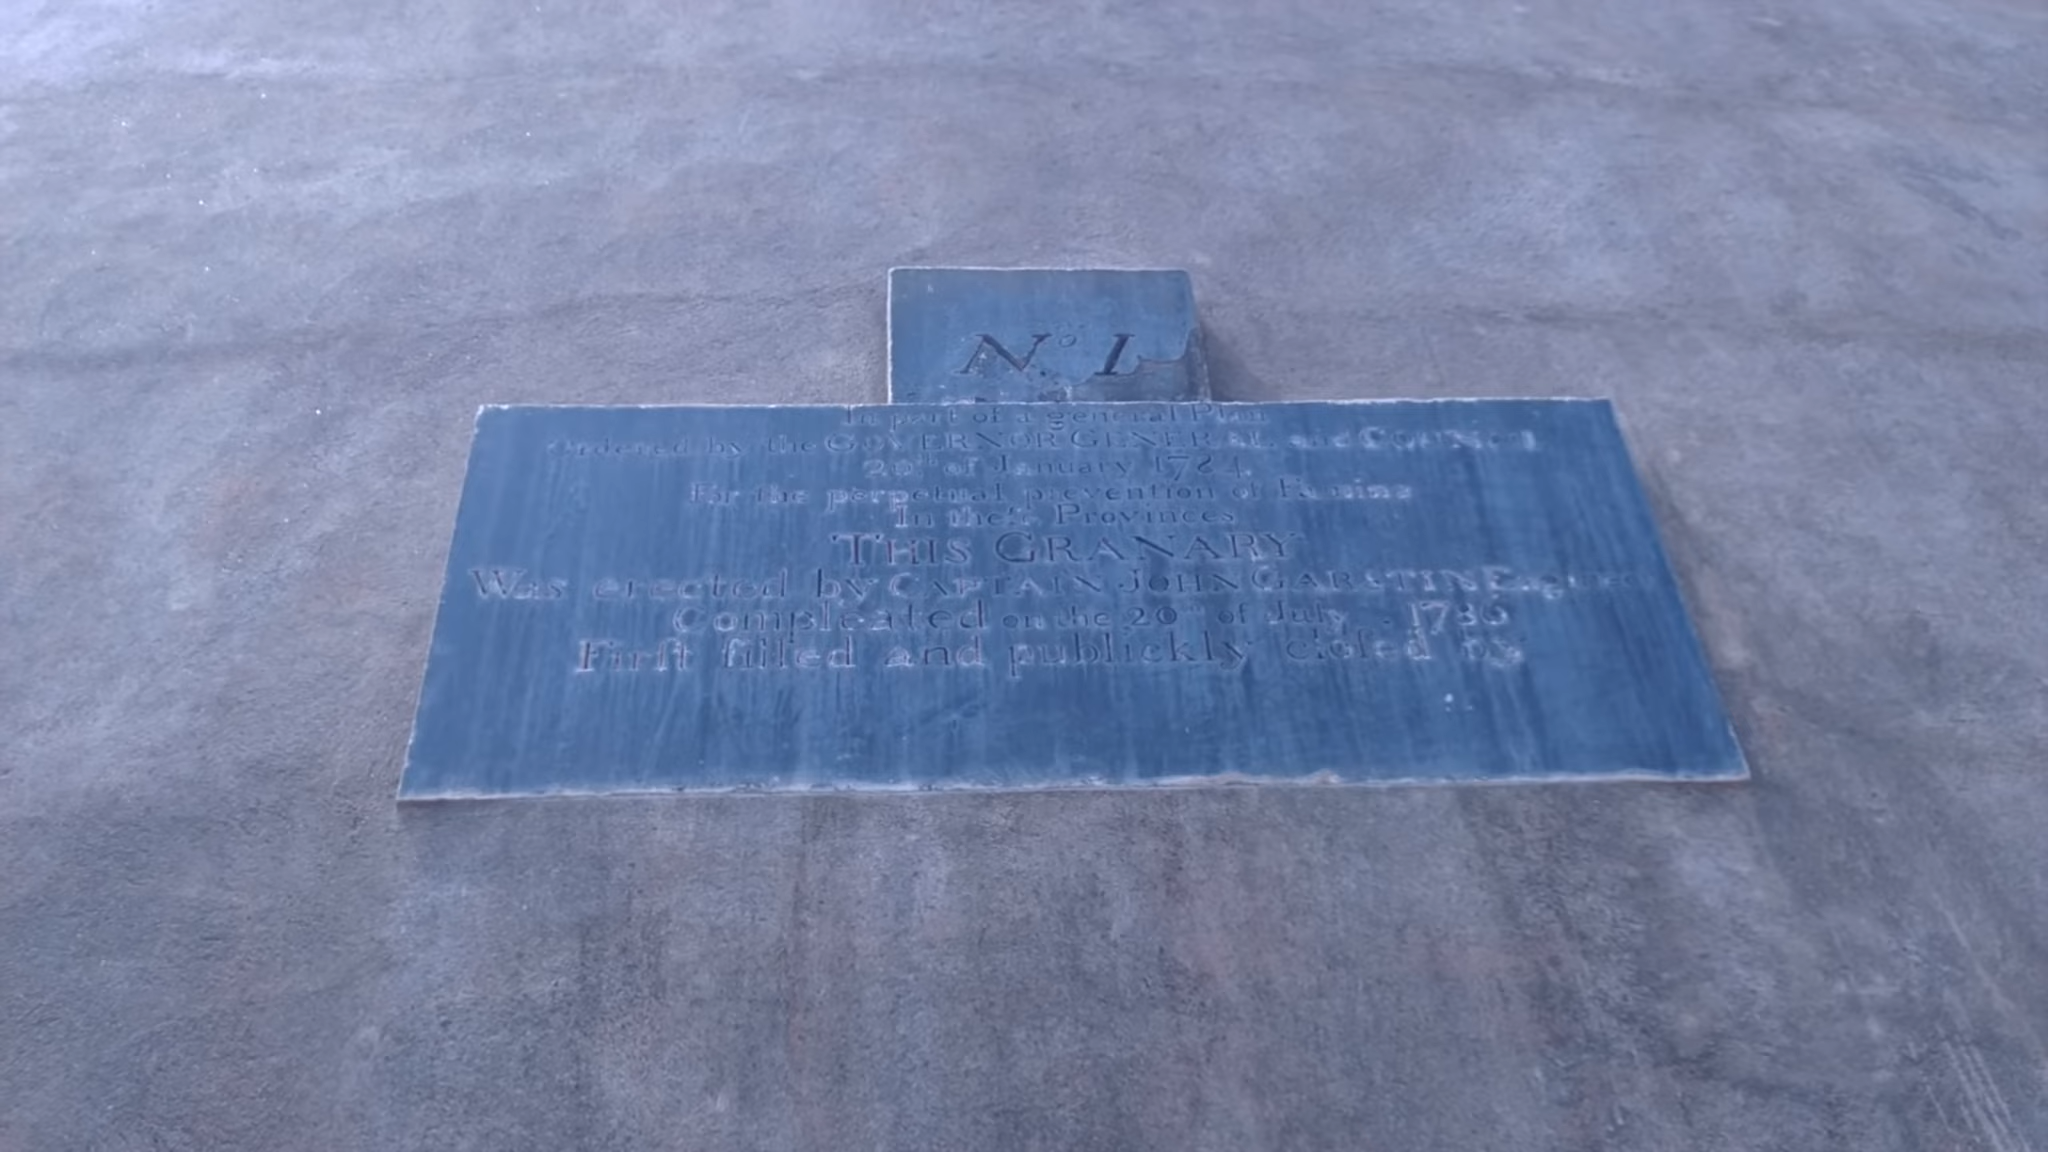 N.º I
In part of a general Plan
Ordered by the GOVERNOR GENERAL and COUNCIL
20th of January 1784
For the perpetual prevention of Famine
In these Provinces
THIS GRANARY
Was erected by CAPTAIN JOHN GARSTIN Engineer
Compleated on the 20th of July . 1786
Firſt filled and publickly cloſed by